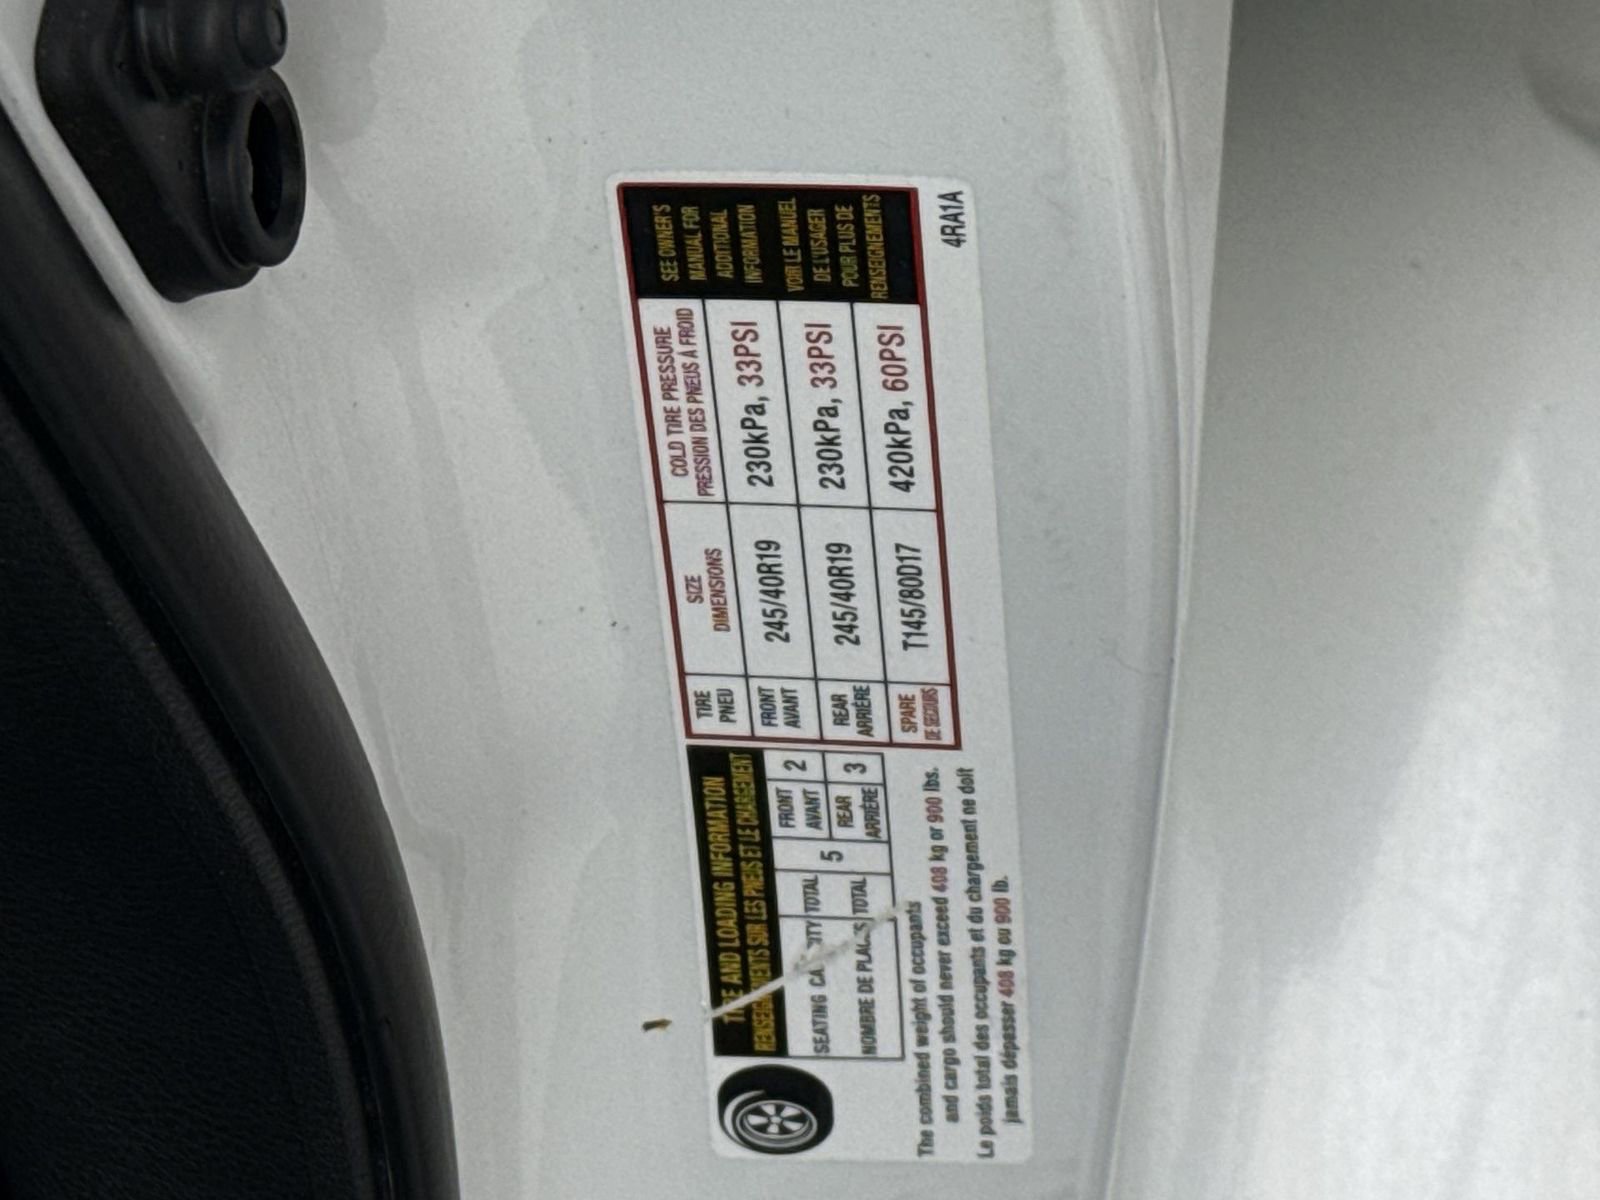 TIRE AND LOADING INFORMATION
RENSEIGNEMENTS SUR LES PNEUS ET LE CHARGEMENT
SEATING CAPACITY TOTAL 5 FRONT AVANT 2
NOMBRE DE PLACES TOTAL REAR ARRIÈRE 3
The combined weight of occupants
and cargo should never exceed 408 kg or 900 lbs.
Le poids total des occupants et du chargement ne doit
jamais dépasser 408 kg ou 900 lb.
TIRE
PNEU
SIZE
DIMENSIONS
COLD TIRE PRESSURE
PRESSION DES PNEUS À FROID
FRONT
AVANT
245/40R19
230kPa, 33PSI
REAR
ARRIÈRE
245/40R19
230kPa, 33PSI
SPARE
DE SECOURS
T145/80D17
420kPa, 60PSI
SEE OWNER'S
MANUAL FOR
ADDITIONAL
INFORMATION
VOIR LE MANUEL
DE L'USAGER
POUR PLUS DE
RENSEIGNEMENTS
4RA1A